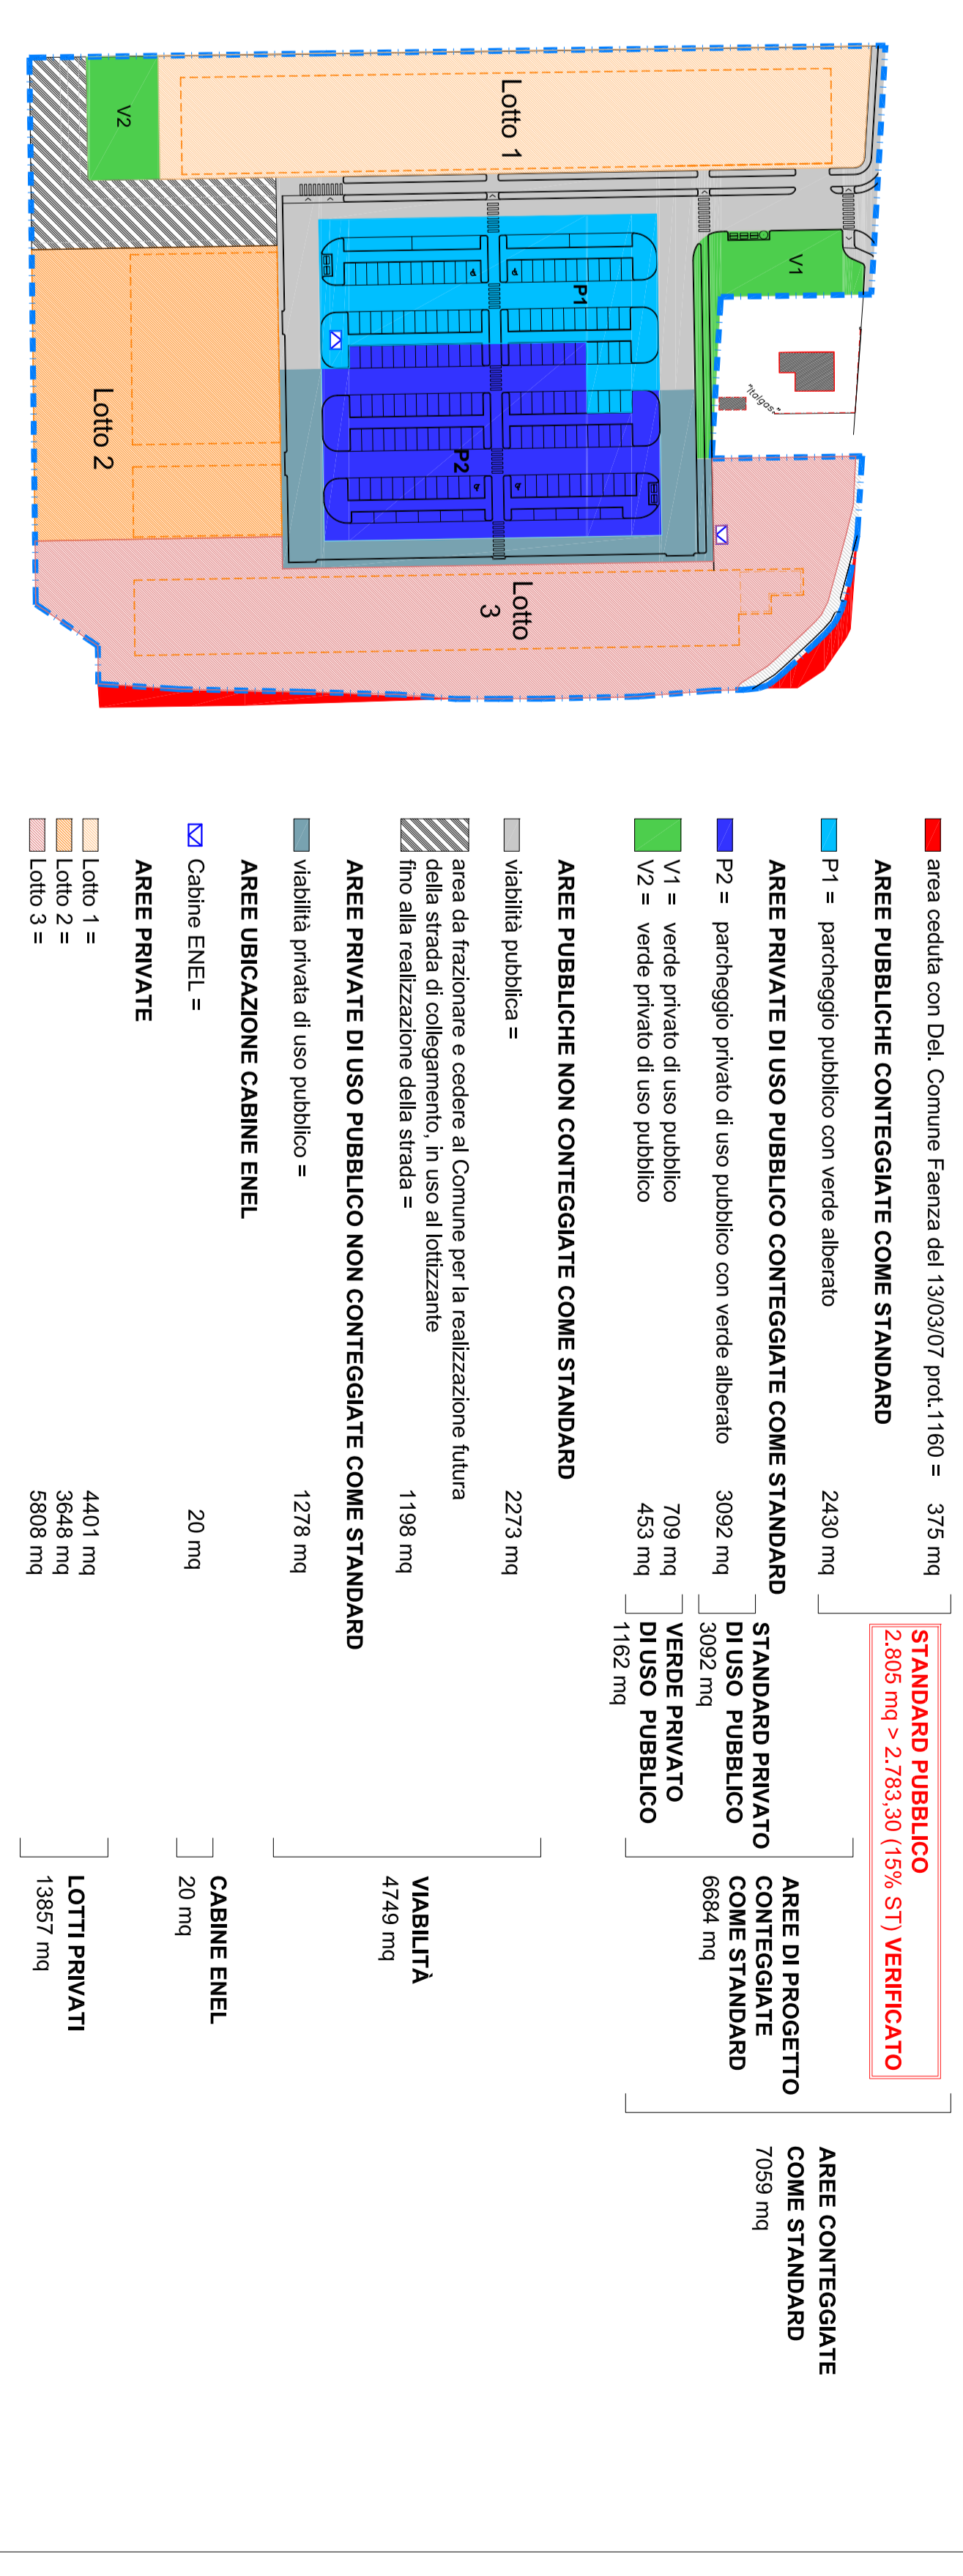 Lotto 1
V2
V1
P1
"Italgas"
P2
Lotto 2
Lotto
3
area ceduta con Del. Comune Faenza del 13/03/07 prot.1160 = 375 mq
AREE PUBBLICHE CONTEGGIATE COME STANDARD
P1 = parcheggio pubblico con verde alberato 2430 mq
STANDARD PUBBLICO
2.805 mq > 2.783,30 (15% ST) VERIFICATO
AREE PRIVATE DI USO PUBBLICO CONTEGGIATE COME STANDARD
P2 = parcheggio privato di uso pubblico con verde alberato 3092 mq
STANDARD PRIVATO
DI USO PUBBLICO
3092 mq
V1 = verde privato di uso pubblico 709 mq
V2 = verde privato di uso pubblico 453 mq
VERDE PRIVATO
DI USO PUBBLICO
1162 mq
AREE DI PROGETTO
CONTEGGIATE
COME STANDARD
6684 mq
AREE CONTEGGIATE
COME STANDARD
7059 mq
AREE PUBBLICHE NON CONTEGGIATE COME STANDARD
viabilità pubblica = 2273 mq
area da frazionare e cedere al Comune per la realizzazione futura
della strada di collegamento, in uso al lottizzante
fino alla realizzazione della strada = 1198 mq
AREE PRIVATE DI USO PUBBLICO NON CONTEGGIATE COME STANDARD
viabilità privata di uso pubblico = 1278 mq
VIABILITÀ
4749 mq
AREE UBICAZIONE CABINE ENEL
Cabine ENEL = 20 mq
CABINE ENEL
20 mq
AREE PRIVATE
Lotto 1 = 4401 mq
Lotto 2 = 3648 mq
Lotto 3 = 5808 mq
LOTTI PRIVATI
13857 mq